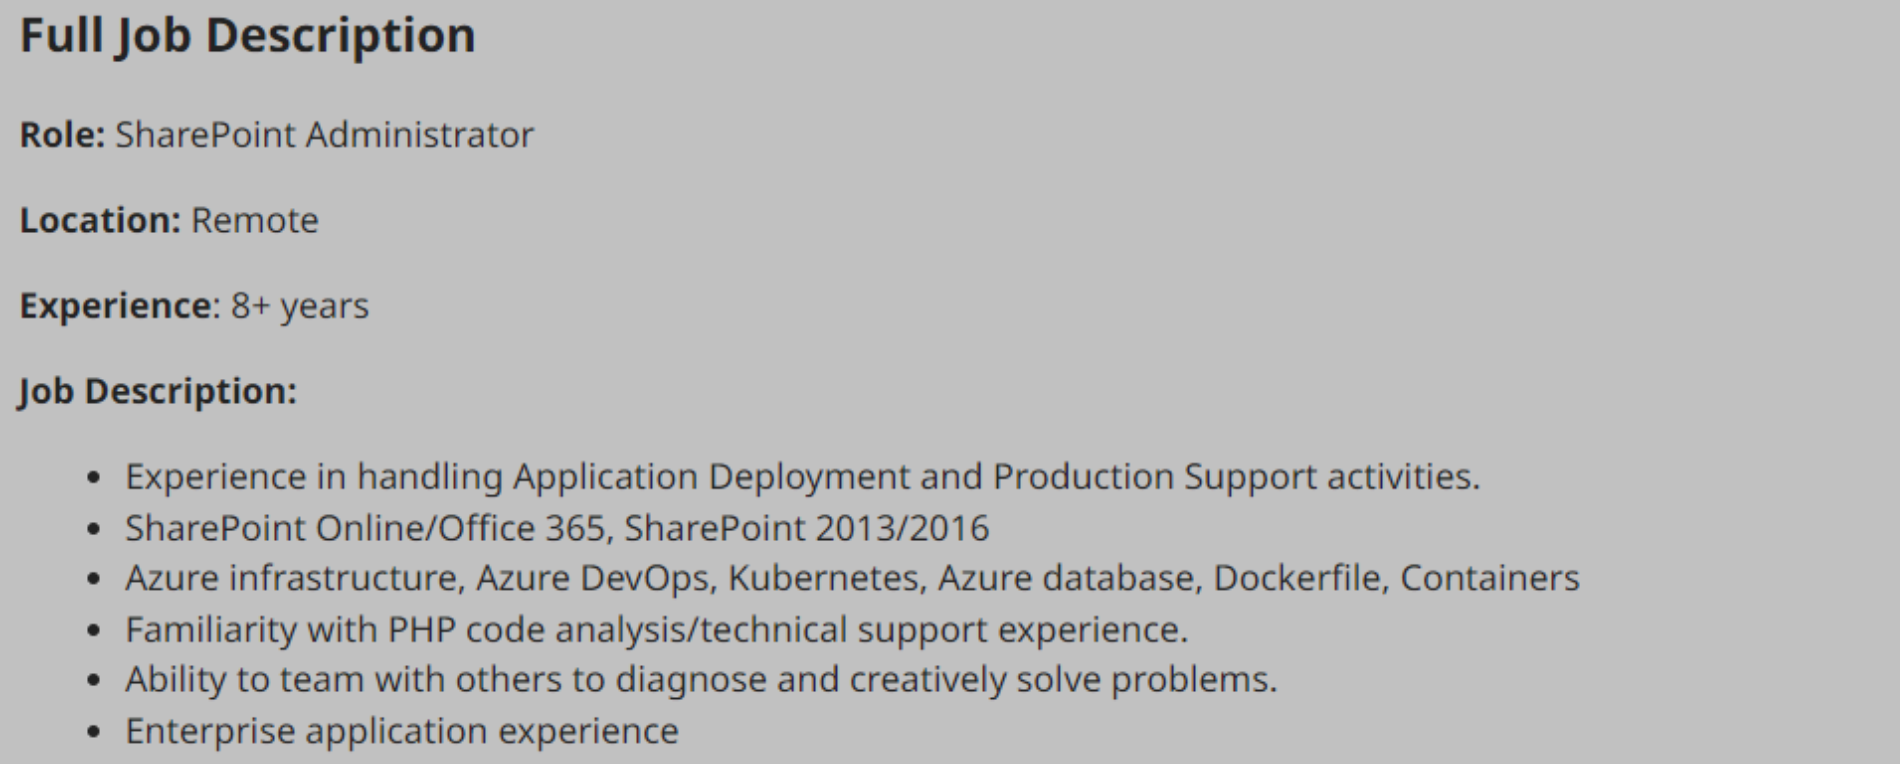 Full Job Description
Role: SharePoint Administrator
Location: Remote
Experience: 8+ years
Job Description:
• Experience in handling Application Deployment and Production Support activities.
• SharePoint Online/Office 365, SharePoint 2013/2016
• Azure infrastructure, Azure DevOps, Kubernetes, Azure database, Dockerfile, Containers
• Familiarity with PHP code analysis/technical support experience.
• Ability to team with others to diagnose and creatively solve problems.
• Enterprise application experience